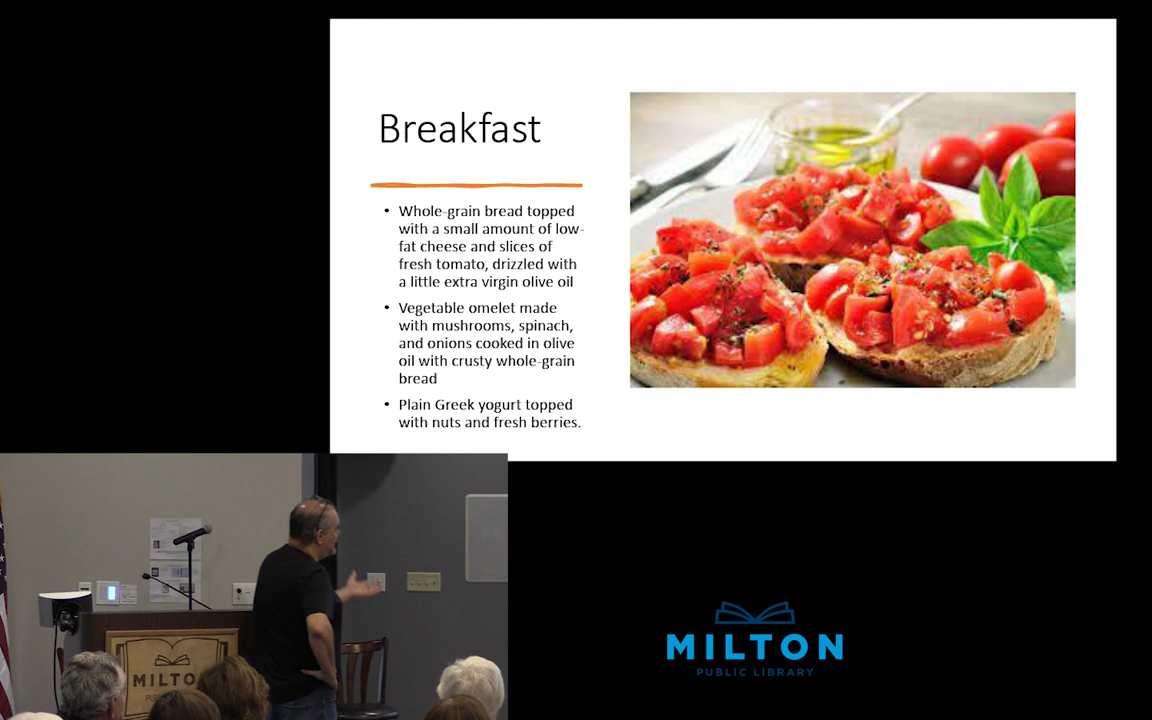 Breakfast
• Whole-grain bread topped
with a small amount of low-
fat cheese and slices of
fresh tomato, drizzled with
a little extra virgin olive oil
• Vegetable omelet made
with mushrooms, spinach,
and onions cooked in olive
oil with crusty whole-grain
bread
• Plain Greek yogurt topped
with nuts and fresh berries.
MILTO
PU
MILTON
PUBLIC LIBRARY